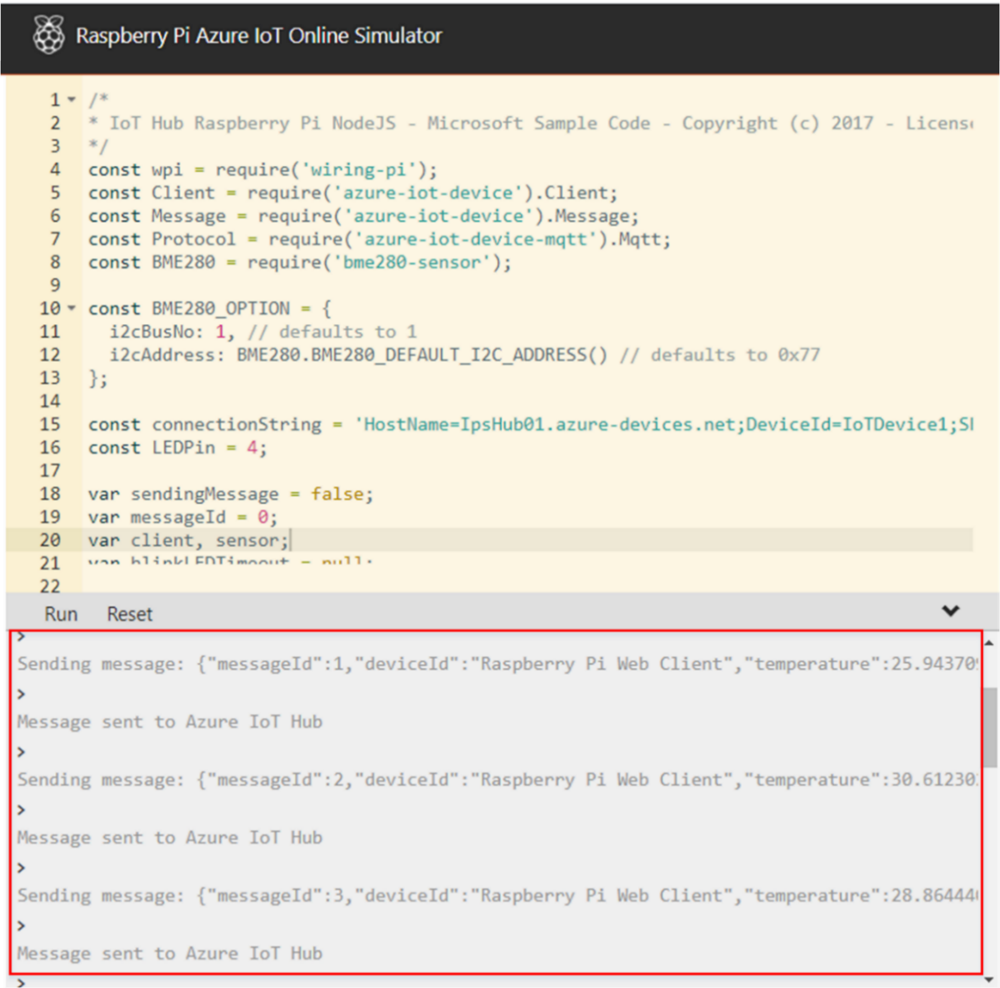 Raspberry Pi Azure IoT Online Simulator
1 /*
2 * IoT Hub Raspberry Pi NodeJS - Microsoft Sample Code - Copyright (c) 2017 - License
3 */
4 const wpi = require('wiring-pi');
5 const Client = require('azure-iot-device').Client;
6 const Message = require('azure-iot-device').Message;
7 const Protocol = require('azure-iot-device-mqtt').Mqtt;
8 const BME280 = require('bme280-sensor');
9
10 const BME280_OPTION = {
11 i2cBusNo: 1, // defaults to 1
12 i2cAddress: BME280.BME280_DEFAULT_I2C_ADDRESS() // defaults to 0x77
13 };
14
15 const connectionString = 'HostName=IpsHub01.azure-devices.net;DeviceId=IoTDevice1;
16 const LEDPin = 4;
17
18 var sendingMessage = false;
19 var messageId = 0;
20 var client, sensor;
21 var blinkLEDTimeout = null;
22
Run Reset
>
Sending message: {"messageId":1,"deviceId":"Raspberry Pi Web Client","temperature":25.94370
>
Message sent to Azure IoT Hub
>
Sending message: {"messageId":2,"deviceId":"Raspberry Pi Web Client","temperature":30.61230
>
Message sent to Azure IoT Hub
>
Sending message: {"messageId":3,"deviceId":"Raspberry Pi Web Client","temperature":28.86444
>
Message sent to Azure IoT Hub
>